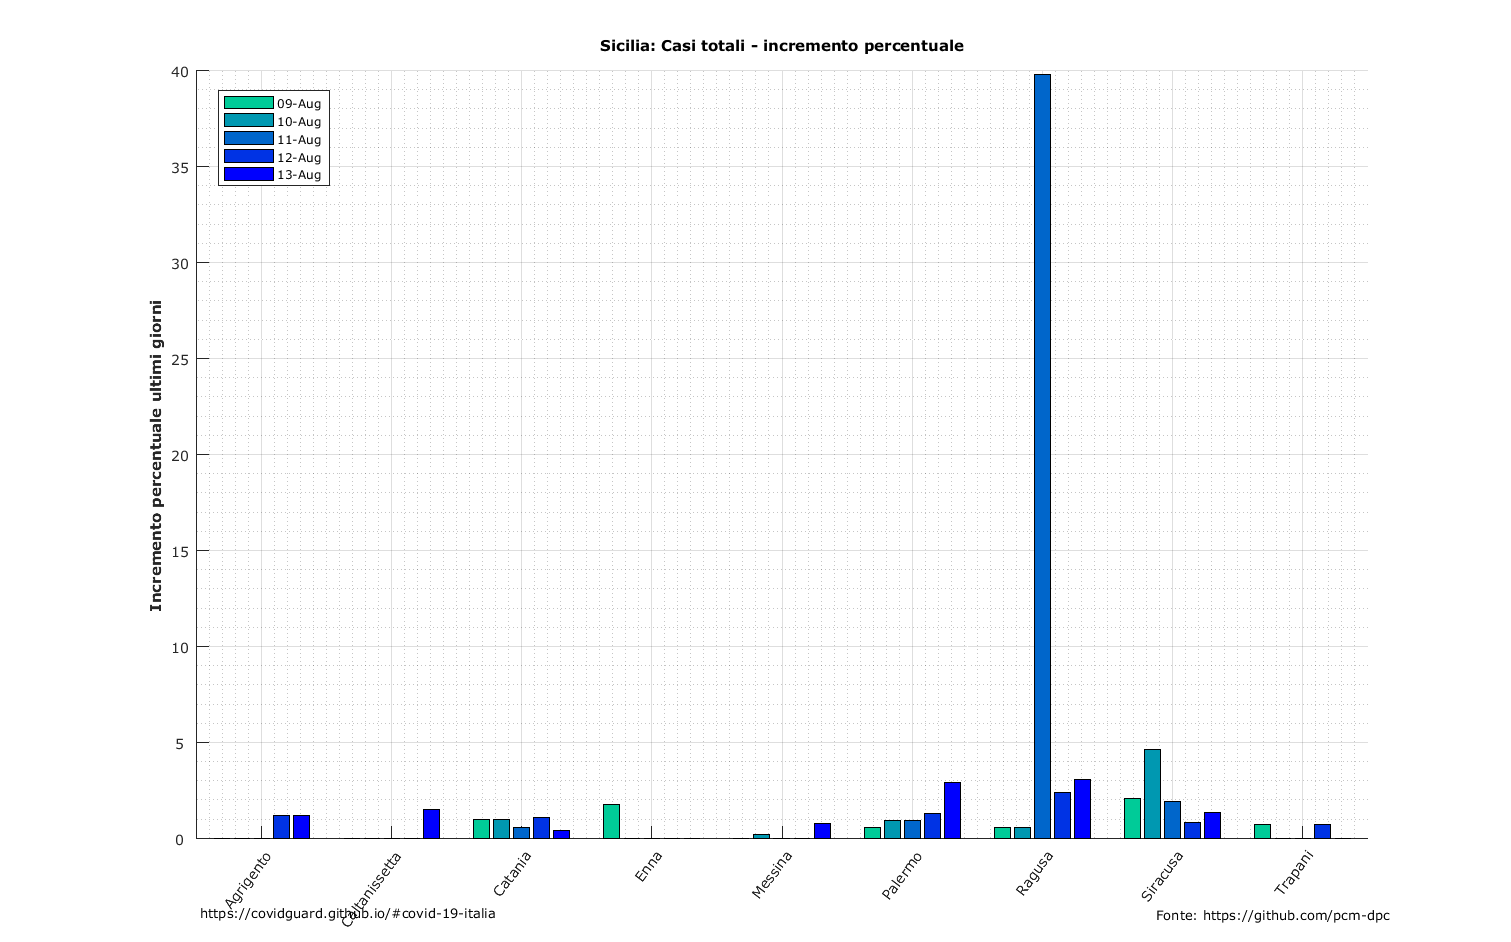 Sicilia: Casi totali - incremento percentuale
40
35
30
25
20
15
10
5
0
Incremento percentuale ultimi giorni
09-Aug
10-Aug
11-Aug
12-Aug
13-Aug
Agrigento
Caltanissetta
Catania
Enna
Messina
Palermo
Ragusa
Siracusa
Trapani
https://covidguard.github.io/#covid-19-italia
Fonte: https://github.com/pcm-dpc